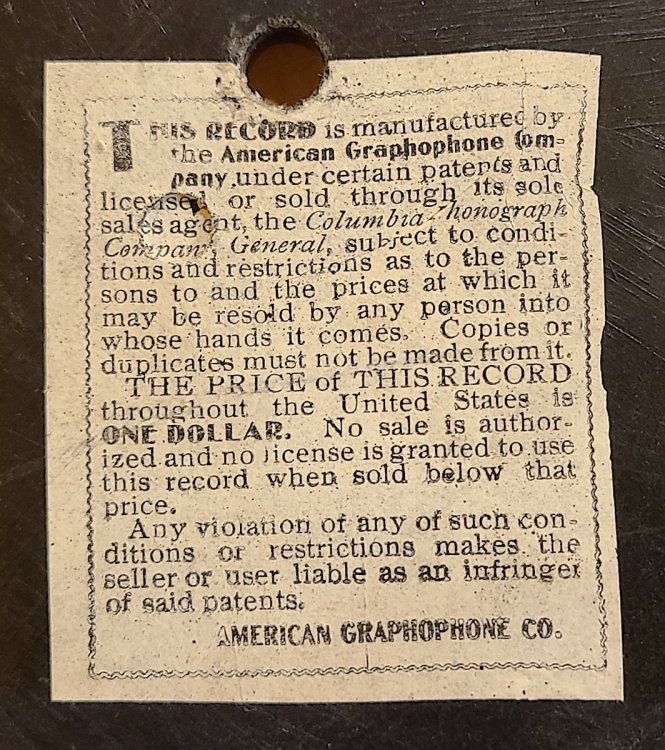 THIS RECORD is manufactured by
the American Graphophone Com-
pany, under certain patents and
licensed or sold through its sole
sales agent, the Columbia Phonograph
Company, General, subject to condi-
tions and restrictions as to the per-
sons to and the prices at which it
may be resold by any person into
whose hands it comes. Copies or
duplicates must not be made from it.
THE PRICE of THIS RECORD
throughout the United States is
ONE DOLLAR. No sale is author-
ized and no license is granted to use
this record when sold below that
price.
Any violation of any of such con-
ditions or restrictions makes the
seller or user liable as an infringer
of said patents.
AMERICAN GRAPHOPHONE CO.